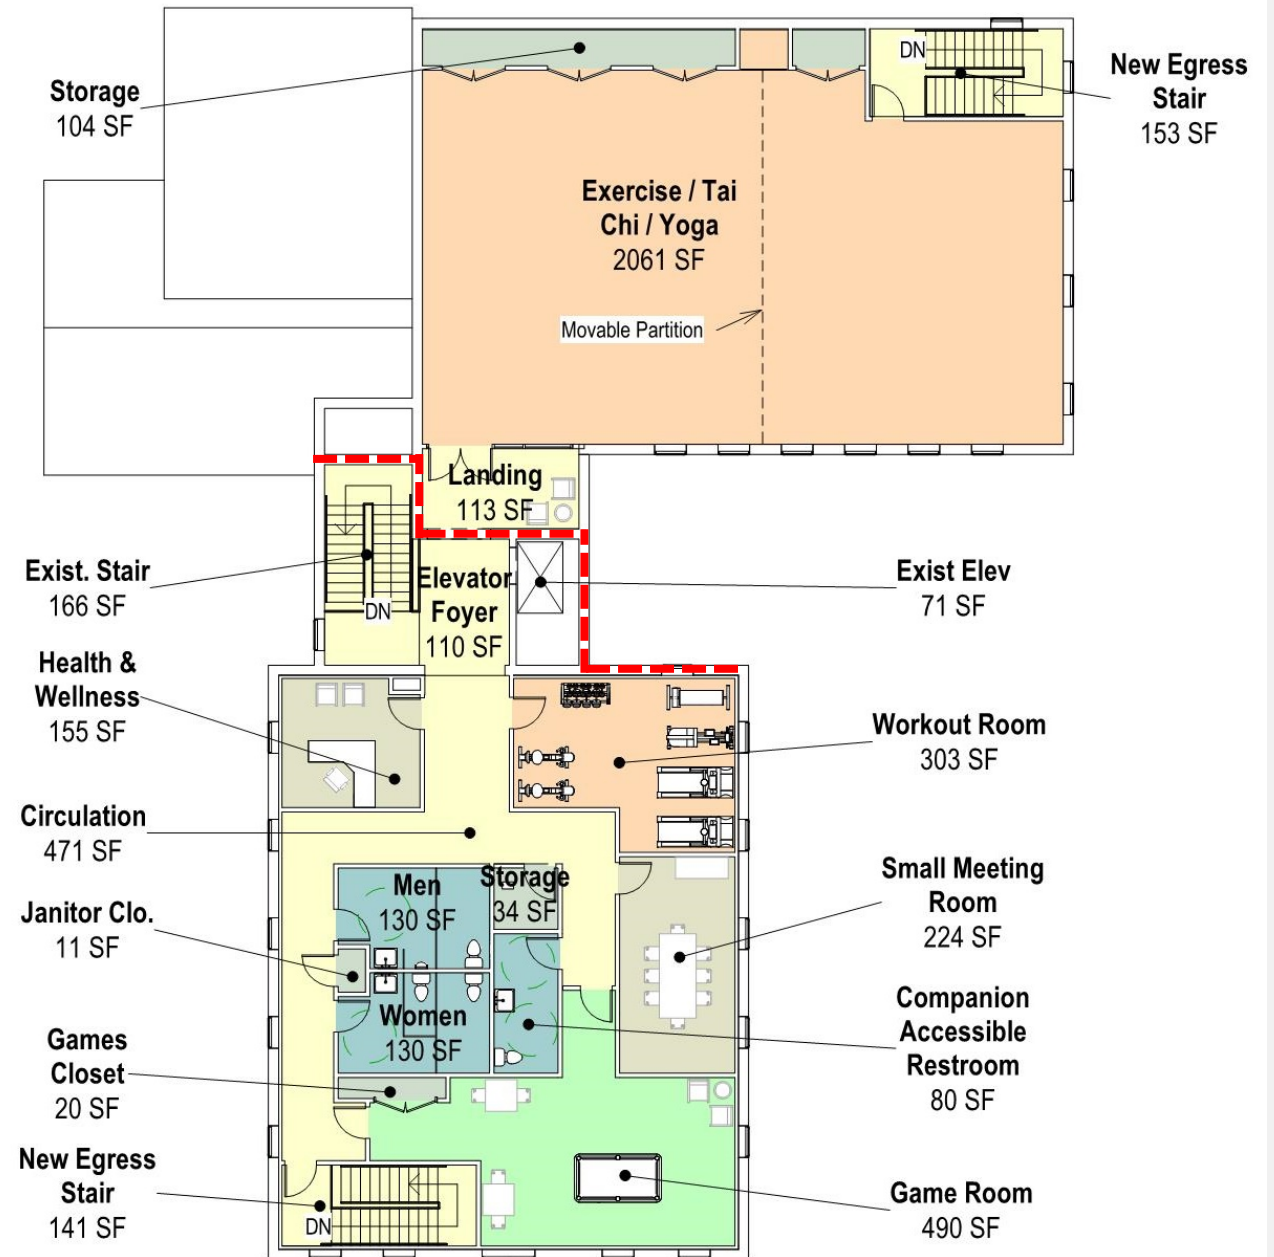 Storage
104 SF
DN
New Egress
Stair
153 SF
Exercise / Tai
Chi / Yoga
2061 SF
Movable Partition
Landing
113 SF
Exist. Stair
166 SF
DN
Elevator
Foyer
110 SF
Exist Elev
71 SF
Health &
Wellness
155 SF
Workout Room
303 SF
Circulation
471 SF
Men
130 SF
Storage
34 SF
Small Meeting
Room
224 SF
Janitor Clo.
11 SF
Women
130 SF
Companion
Accessible
Restroom
80 SF
Games
Closet
20 SF
New Egress
Stair
141 SF
DN
Game Room
490 SF